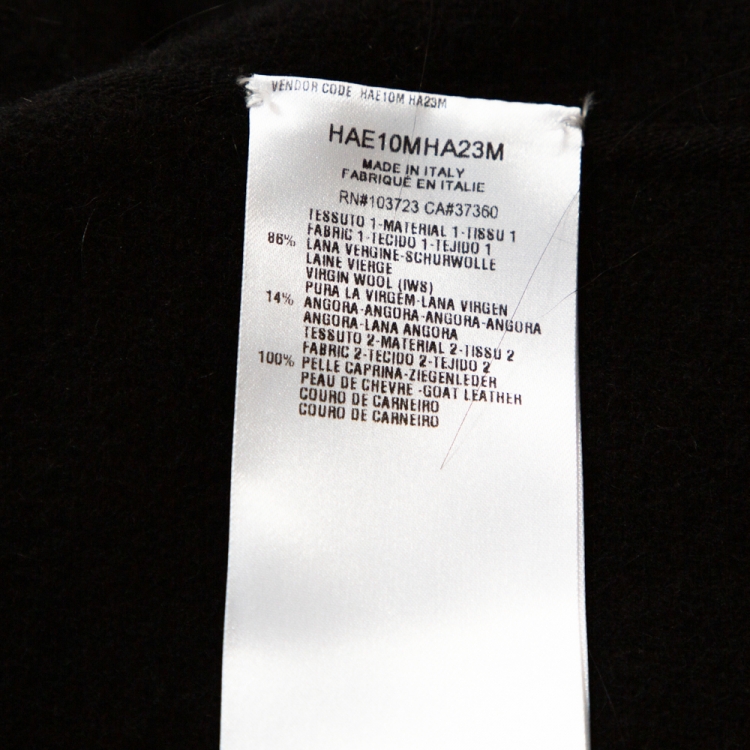 VENDOR CODE HAE10M HA23M
HAE10MHA23M
MADE IN ITALY
FABRIQUÉ EN ITALIE
RN#103723 CA#37360
TESSUTO 1-MATERIAL 1-TISSU 1
FABRIC 1-TECIDO 1-TEJIDO 1
86% LANA VERGINE-SCHURWOLLE
LAINE VIERGE
VIRGIN WOOL (IWS)
PURA LA VIRGEM-LANA VIRGEN
14% ANGORA-ANGORA-ANGORA-ANGORA
ANGORA-LANA ANGORA
TESSUTO 2-MATERIAL 2-TISSU 2
FABRIC 2-TECIDO 2-TEJIDO 2
100% PELLE CAPRINA-ZIEGENLEDER
PEAU DE CHEVRE -GOAT LEATHER
COURO DE CARNEIRO
COURO DE CARNEIRO